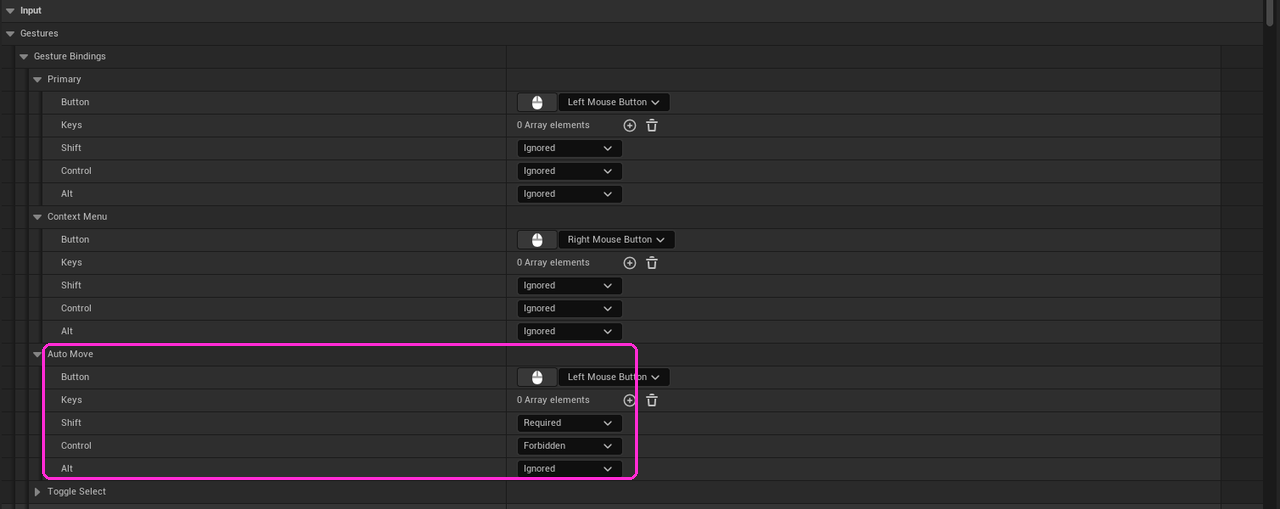 Input
Gestures
Gesture Bindings
Primary
Button Left Mouse Button
Keys 0 Array elements
Shift Ignored
Control Ignored
Alt Ignored
Context Menu
Button Right Mouse Button
Keys 0 Array elements
Shift Ignored
Control Ignored
Alt Ignored
Auto Move
Button Left Mouse Button
Keys 0 Array elements
Shift Required
Control Forbidden
Alt Ignored
Toggle Select